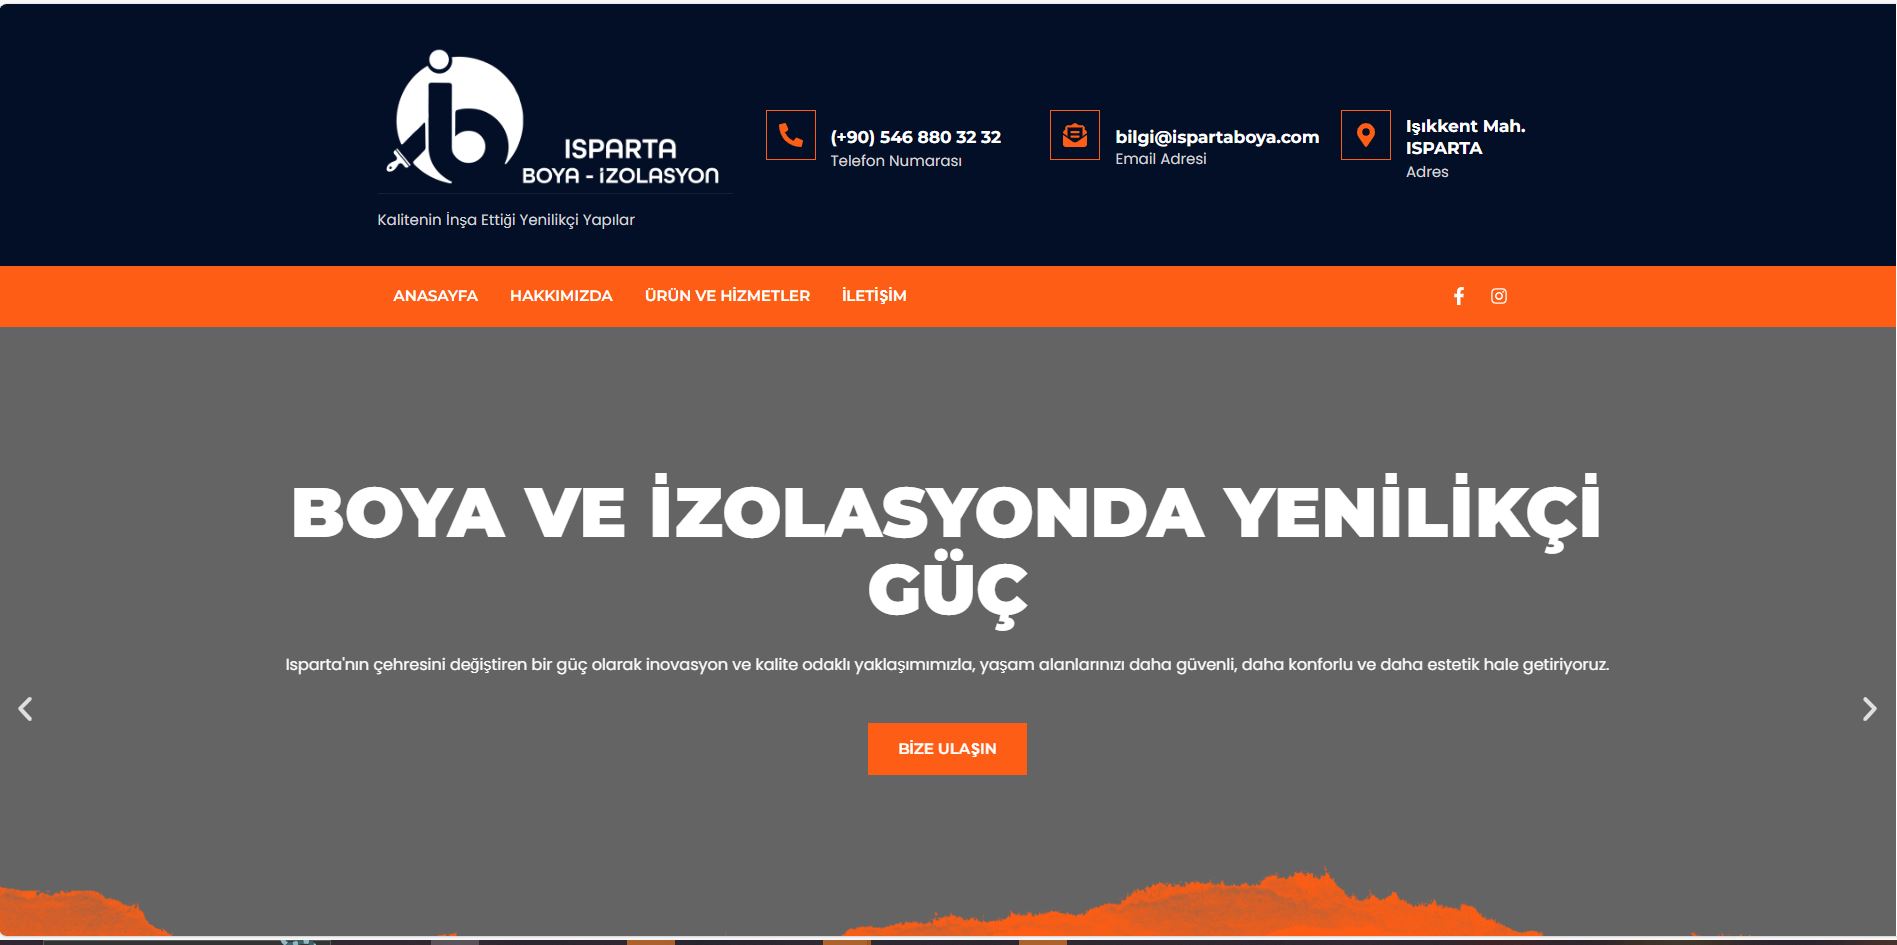 ISPARTA
BOYA - İZOLASYON
Kalitenin İnşa Ettiği Yenilikçi Yapılar
(+90) 546 880 32 32
Telefon Numarası
bilgi@ispartaboya.com
Email Adresi
Işıkkent Mah.
ISPARTA
Adres
ANASAYFA HAKKIMIZDA ÜRÜN VE HİZMETLER İLETİŞİM
BOYA VE İZOLASYONDA YENİLİKÇİ
GÜÇ
Isparta'nın çehresini değiştiren bir güç olarak inovasyon ve kalite odaklı yaklaşımımızla, yaşam alanlarınızı daha güvenli, daha konforlu ve daha estetik hale getiriyoruz.
BİZE ULAŞIN